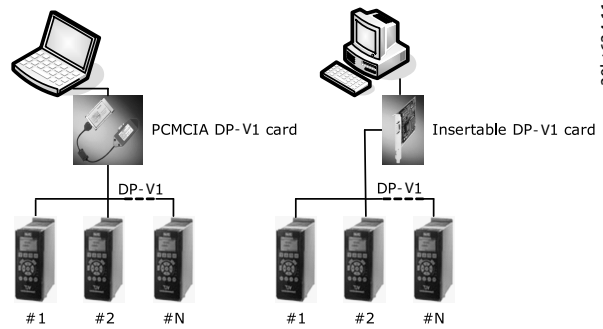 PCMCIA DP-V1 card
Insertable DP-V1 card
DP-V1
DP-V1
#1 #2 #N
#1 #2 #N